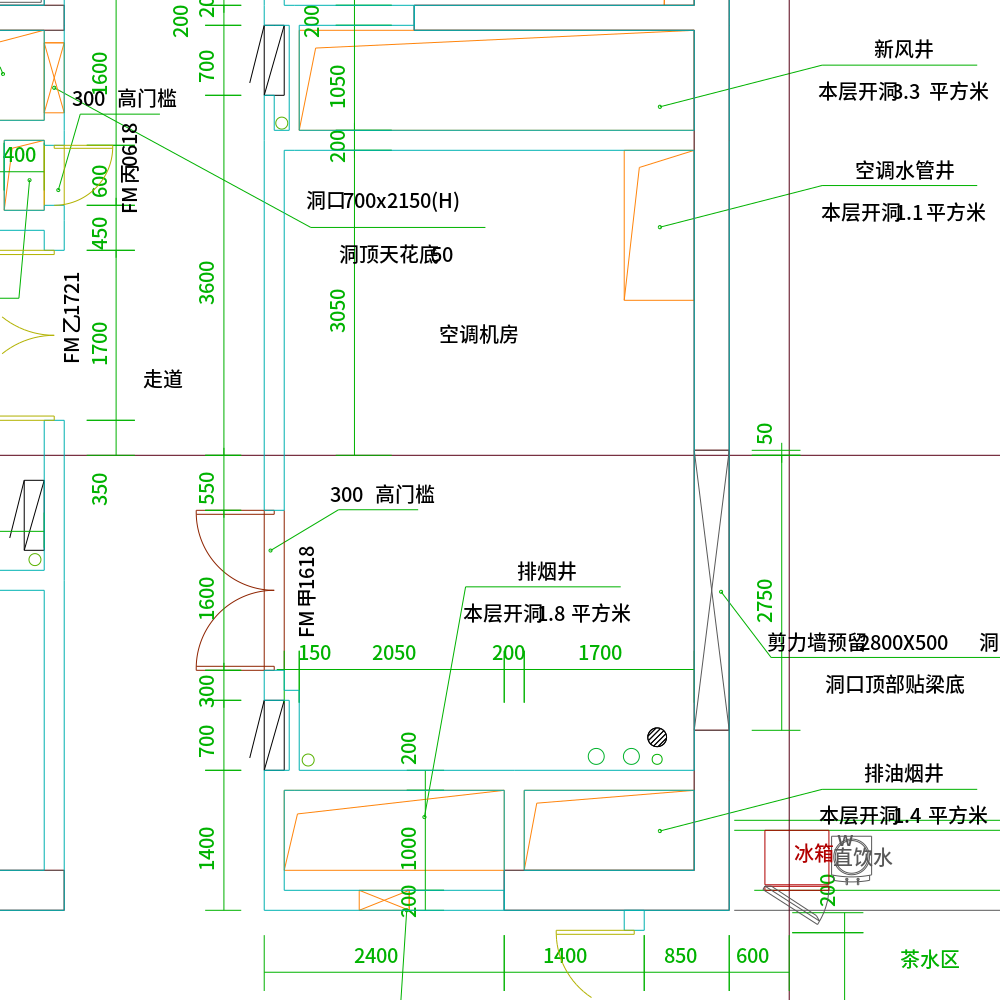 200
20
200
新风井
700
1600
1050
本层开洞3.3 平方米
300 高门槛
200
400
FM丙0618
600
空调水管井
洞口700x2150(H)
本层开洞1.1平方米
450
洞顶天花底50
3600
3050
FM乙1721
1700
空调机房
走道
50
350
550
300 高门槛
排烟井
FM甲1618
1600
2750
本层开洞1.8 平方米
剪力墙预留2800X500 洞
150
2050
200
1700
300
洞口顶部贴梁底
700
200
排油烟井
本层开洞1.4 平方米
1400
1000
W
冰箱
直饮水
200
200
2400
1400
850
600
茶水区